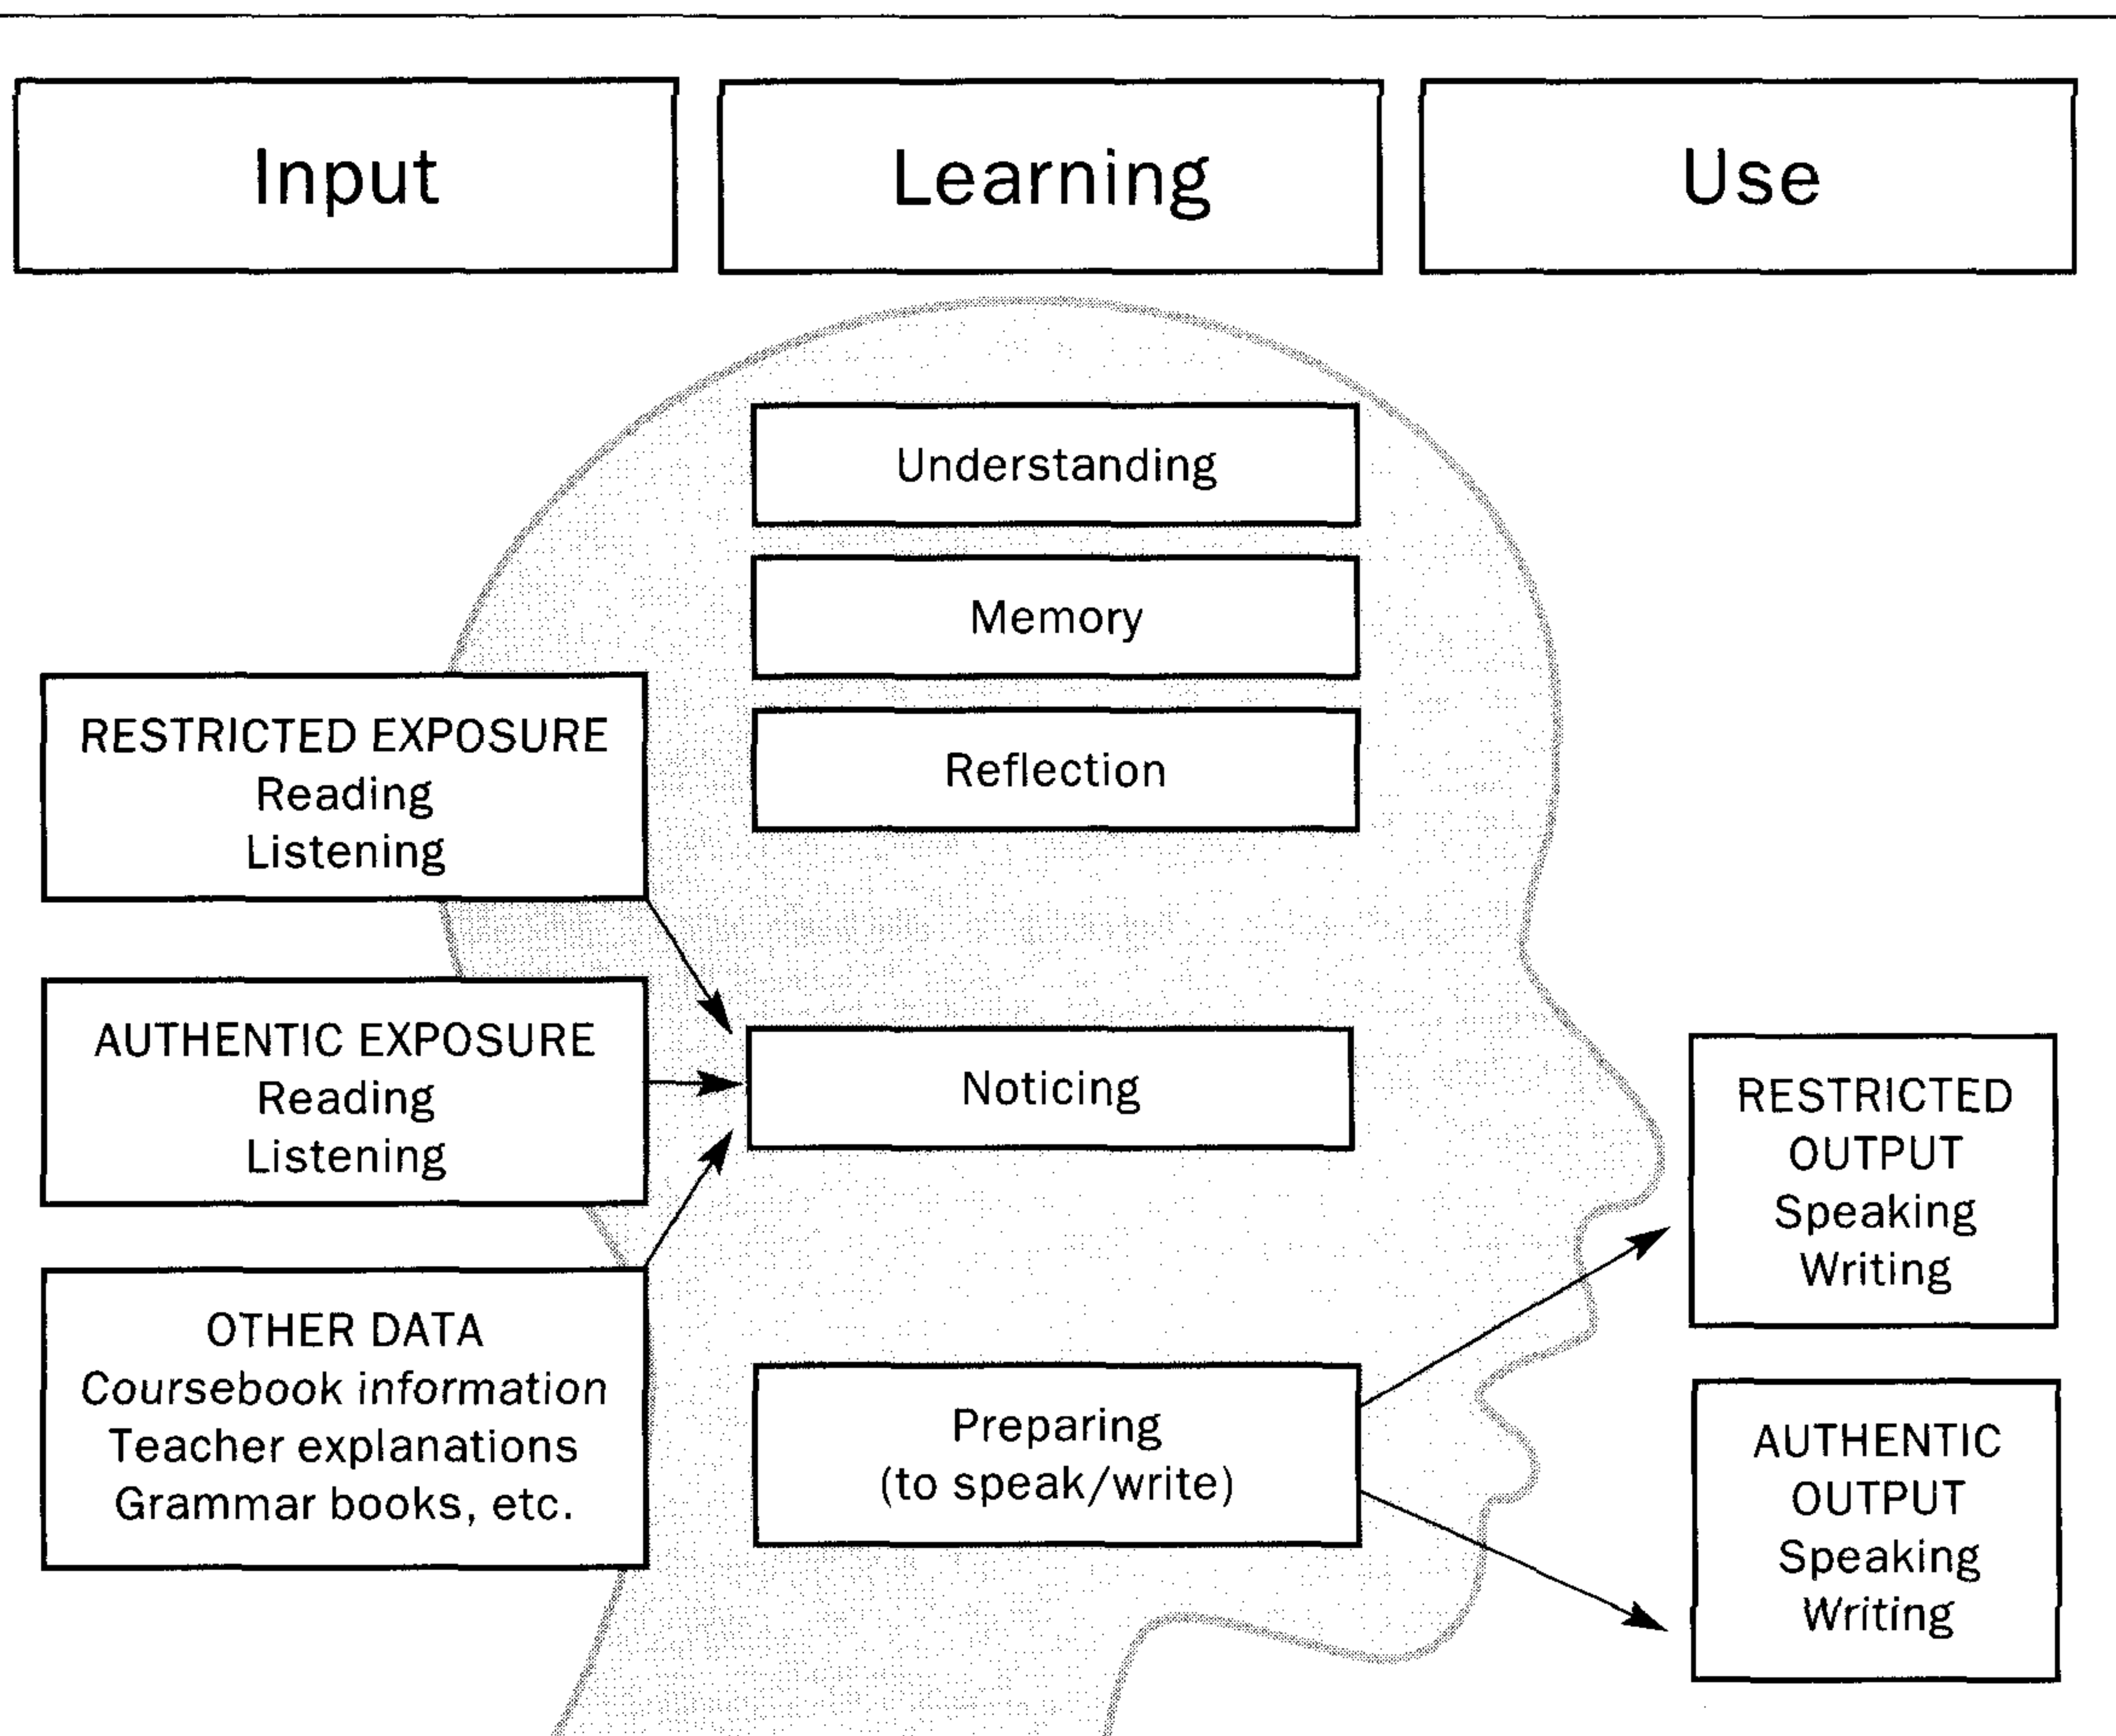 Input
Learning
Use
Understanding
Memory
Reflection
RESTRICTED EXPOSURE
Reading
Listening
AUTHENTIC EXPOSURE
Reading
Listening
OTHER DATA
Coursebook information
Teacher explanations
Grammar books, etc.
Noticing
Preparing
(to speak/write)
RESTRICTED
OUTPUT
Speaking
Writing
AUTHENTIC
OUTPUT
Speaking
Writing